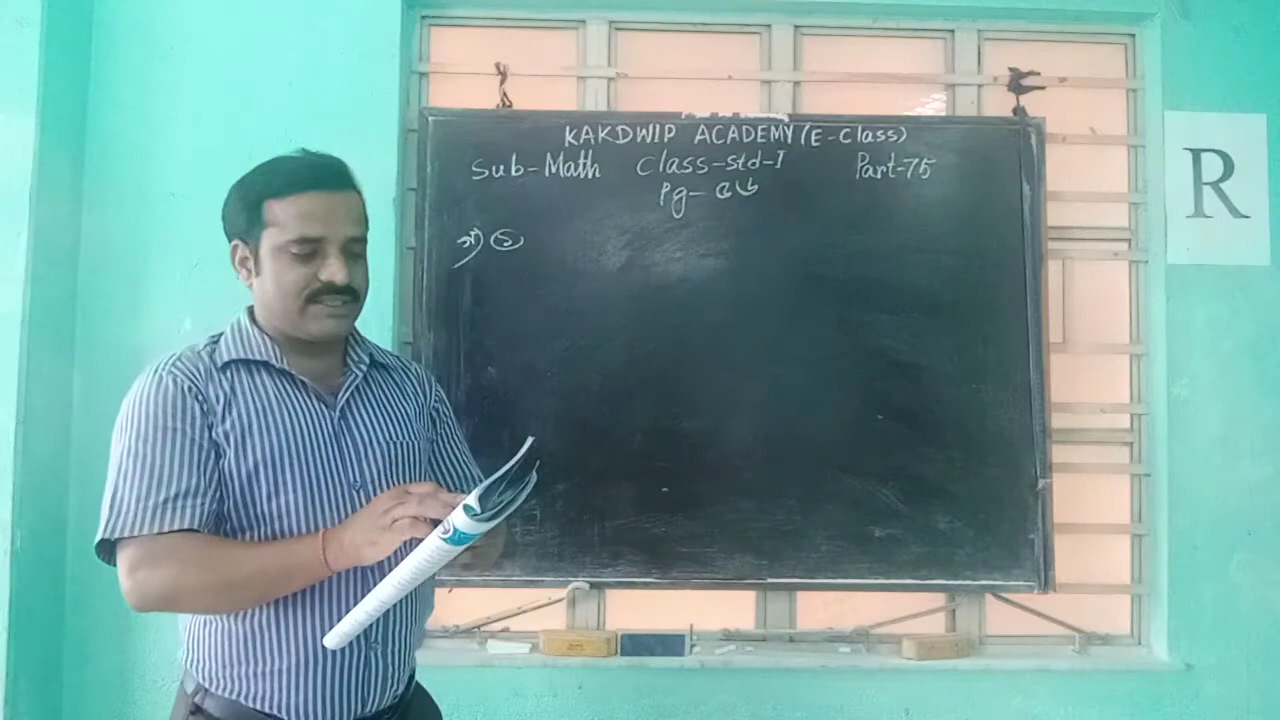 KAKDWIP ACADEMY (E-Class)
Sub-Math Class-std-I Part-75
Pg- ৫৬
গ) ১
R